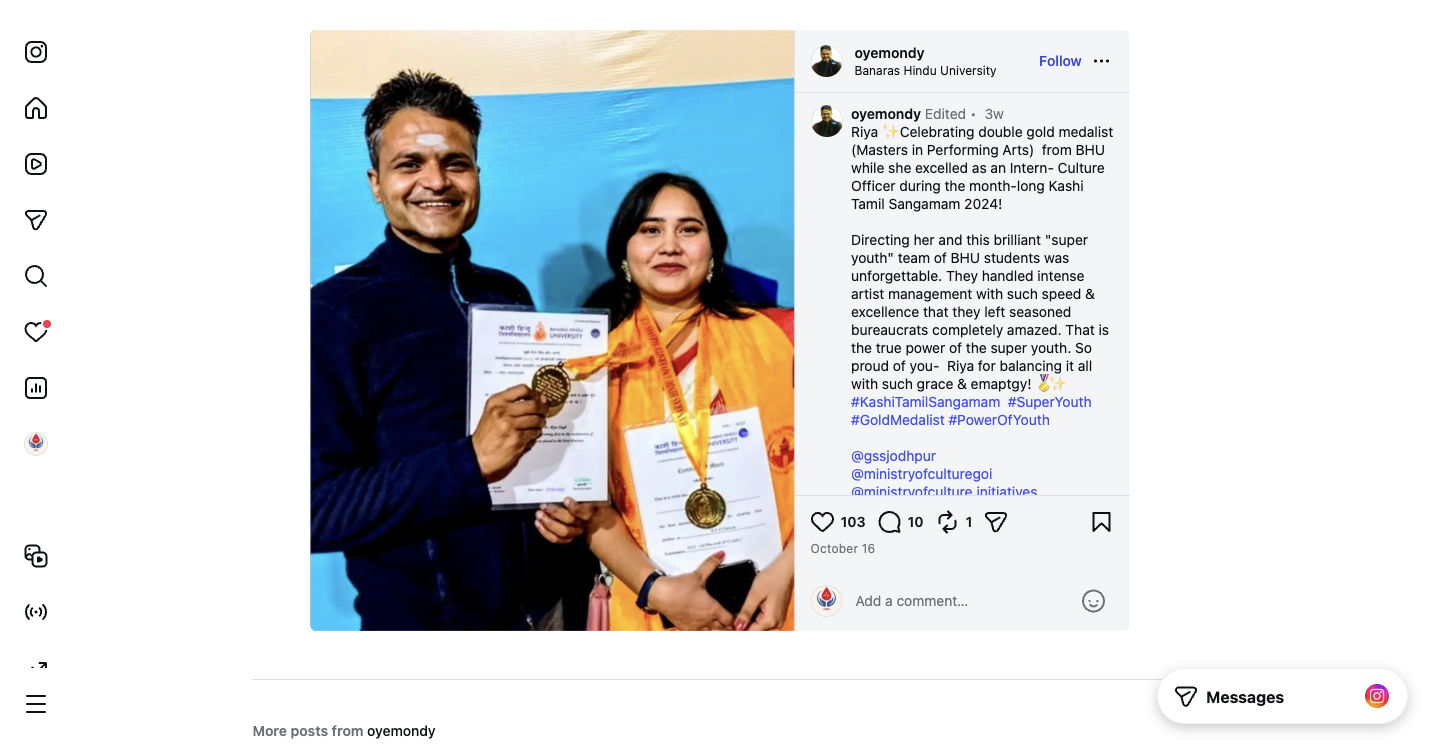 oyemondy
Banaras Hindu University
Follow
oyemondy Edited • 3w
Riya ✨Celebrating double gold medalist
(Masters in Performing Arts) from BHU
while she excelled as an Intern- Culture
Officer during the month-long Kashi
Tamil Sangamam 2024!
Directing her and this brilliant "super
youth" team of BHU students was
unforgettable. They handled intense
artist management with such speed &
excellence that they left seasoned
bureaucrats completely amazed. That is
the true power of the super youth. So
proud of you- Riya for balancing it all
with such grace & emaptgy! 🏅✨
#KashiTamilSangamam #SuperYouth
#GoldMedalist #PowerOfYouth
@gssjodhpur
@ministryofculturegoi
@ministryofculture.initiatives
काशी हिन्दू
विश्वविद्यालय
BANARAS HINDU
UNIVERSITY
103 10 1
October 16
Add a comment...
Messages
More posts from oyemondy